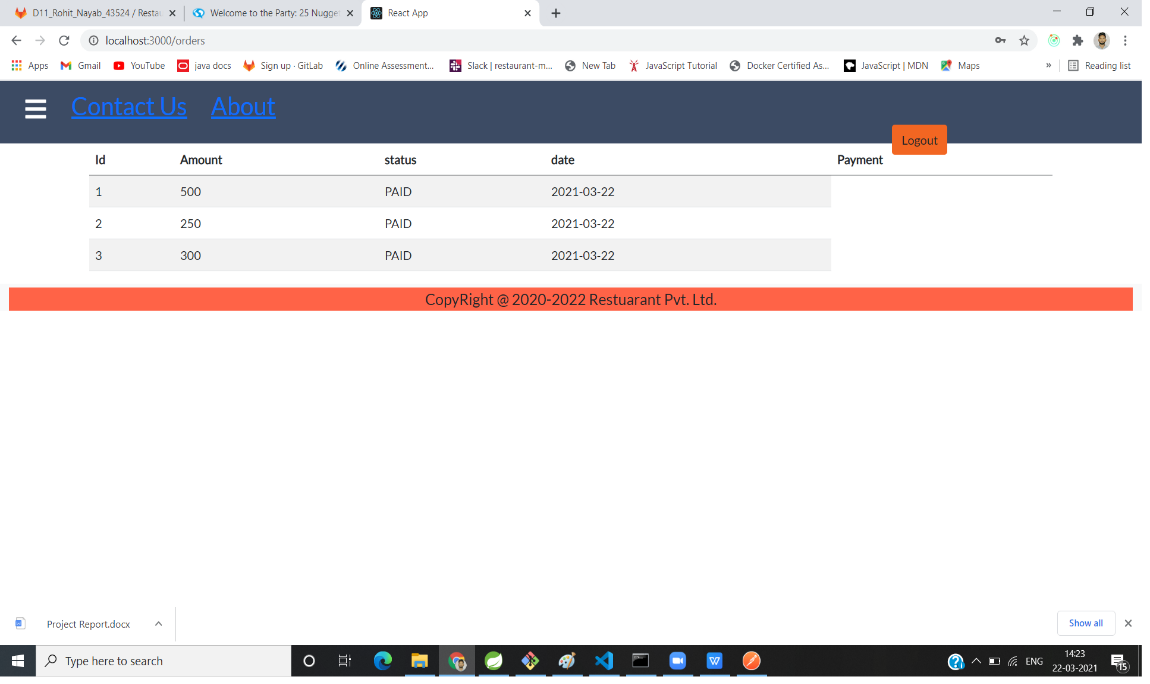 D11_Rohit_Nayab_43524 / Resta
Welcome to the Party: 25 Nugge
React App
localhost:3000/orders
Apps Gmail YouTube java docs Sign up · GitLab Online Assessment... Slack | restaurant-m... New Tab JavaScript Tutorial Docker Certified As... JavaScript | MDN Maps » Reading list
Contact Us About
Logout
Id Amount status date Payment
1 500 PAID 2021-03-22
2 250 PAID 2021-03-22
3 300 PAID 2021-03-22
CopyRight @ 2020-2022 Restuarant Pvt. Ltd.
Project Report.docx
Show all
Type here to search
ENG
14:23
22-03-2021
15